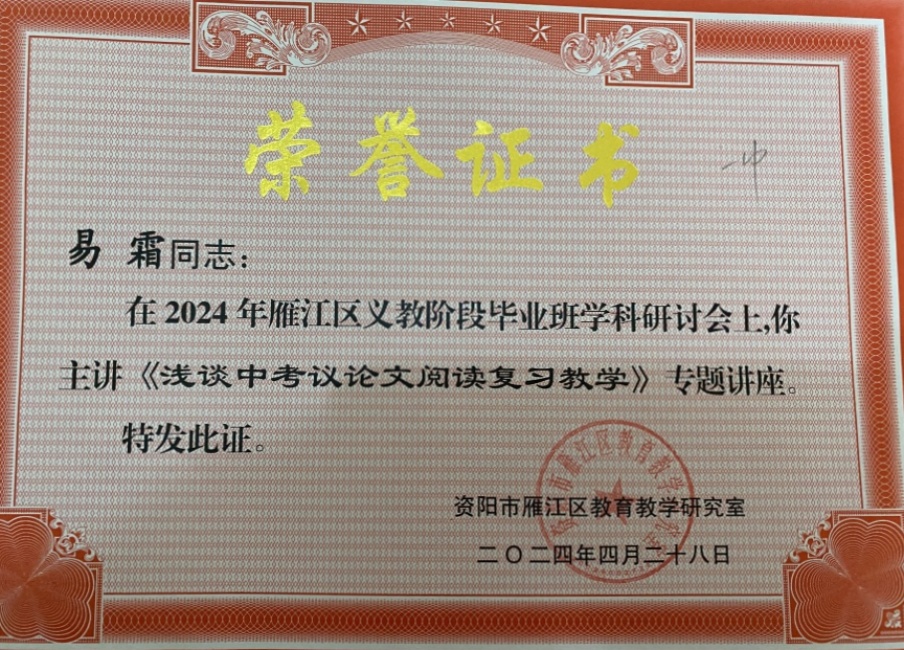 荣誉证书
一中
易 霜同志：
在2024年雁江区义教阶段毕业班学科研讨会上,你
主讲《浅谈中考议论文阅读复习教学》专题讲座。
特发此证。
资阳市雁江区教育教学研究室
二〇二四年四月二十八日